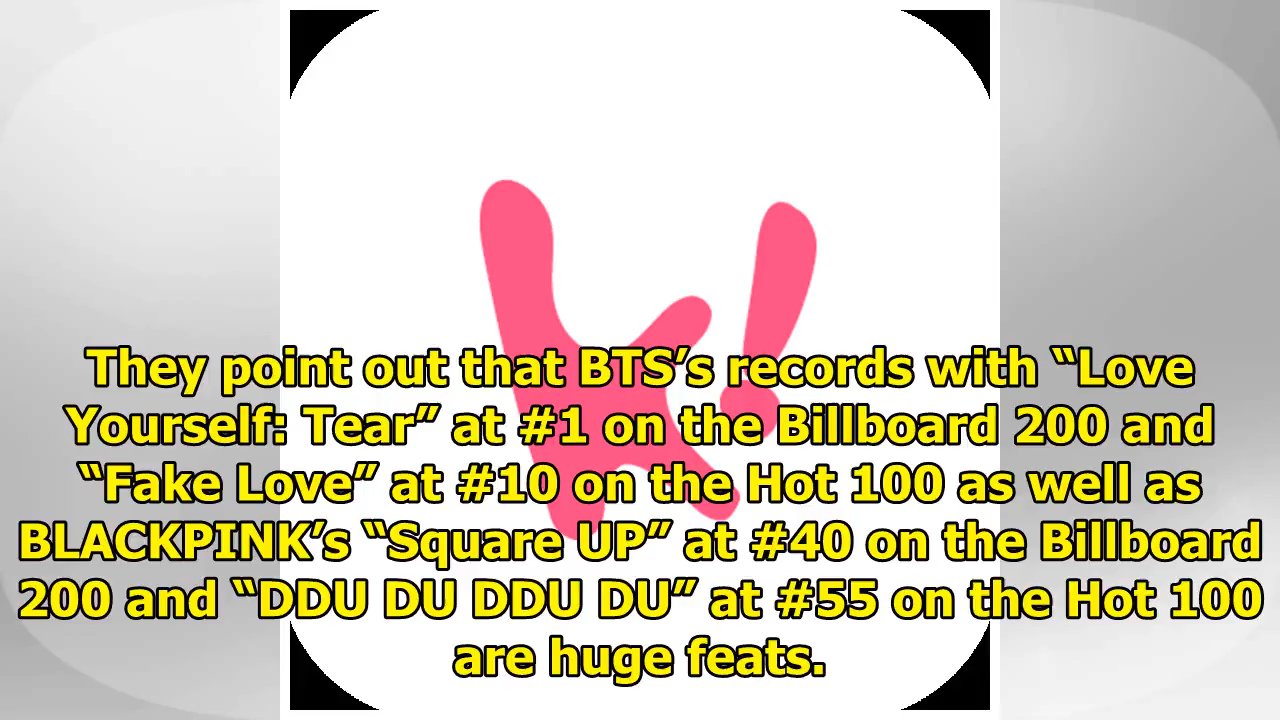 They point out that BTS’s records with “Love
Yourself: Tear” at #1 on the Billboard 200 and
“Fake Love” at #10 on the Hot 100 as well as
BLACKPINK’s “Square UP” at #40 on the Billboard
200 and “DDU DU DDU DU” at #55 on the Hot 100
are huge feats.